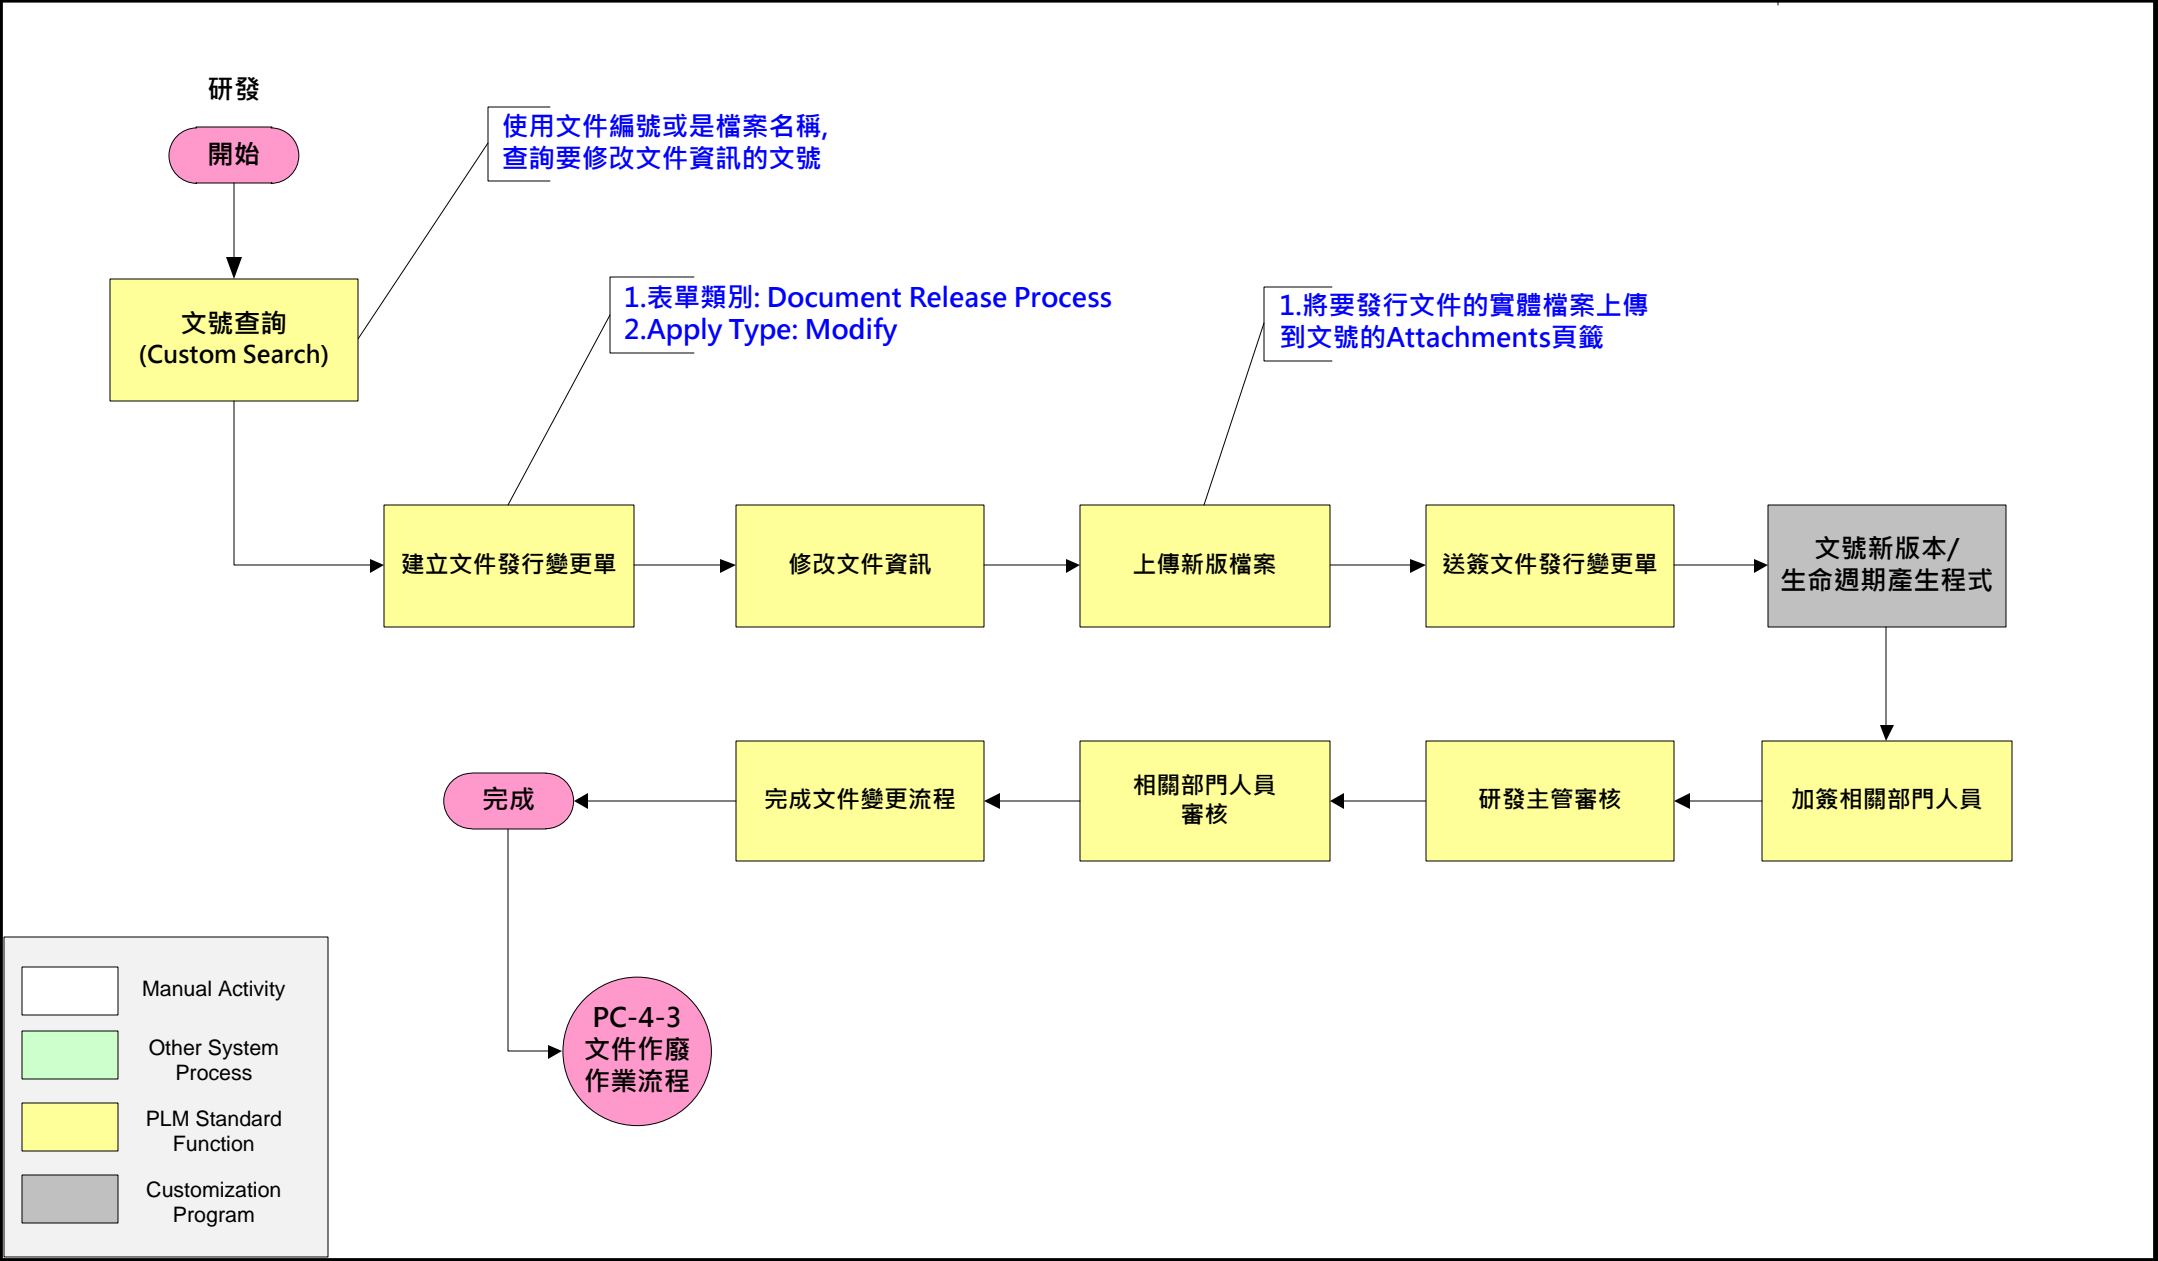 研發
開始
使用文件編號或是檔案名稱,
查詢要修改文件資訊的文號
文號查詢
(Custom Search)
1.表單類別: Document Release Process
2.Apply Type: Modify
1.將要發行文件的實體檔案上傳
到文號的Attachments頁籤
建立文件發行變更單
修改文件資訊
上傳新版檔案
送簽文件發行變更單
文號新版本/
生命週期產生程式
完成
完成文件變更流程
相關部門人員
審核
研發主管審核
加簽相關部門人員
PC-4-3
文件作廢
作業流程
Manual Activity
Other System
Process
PLM Standard
Function
Customization
Program